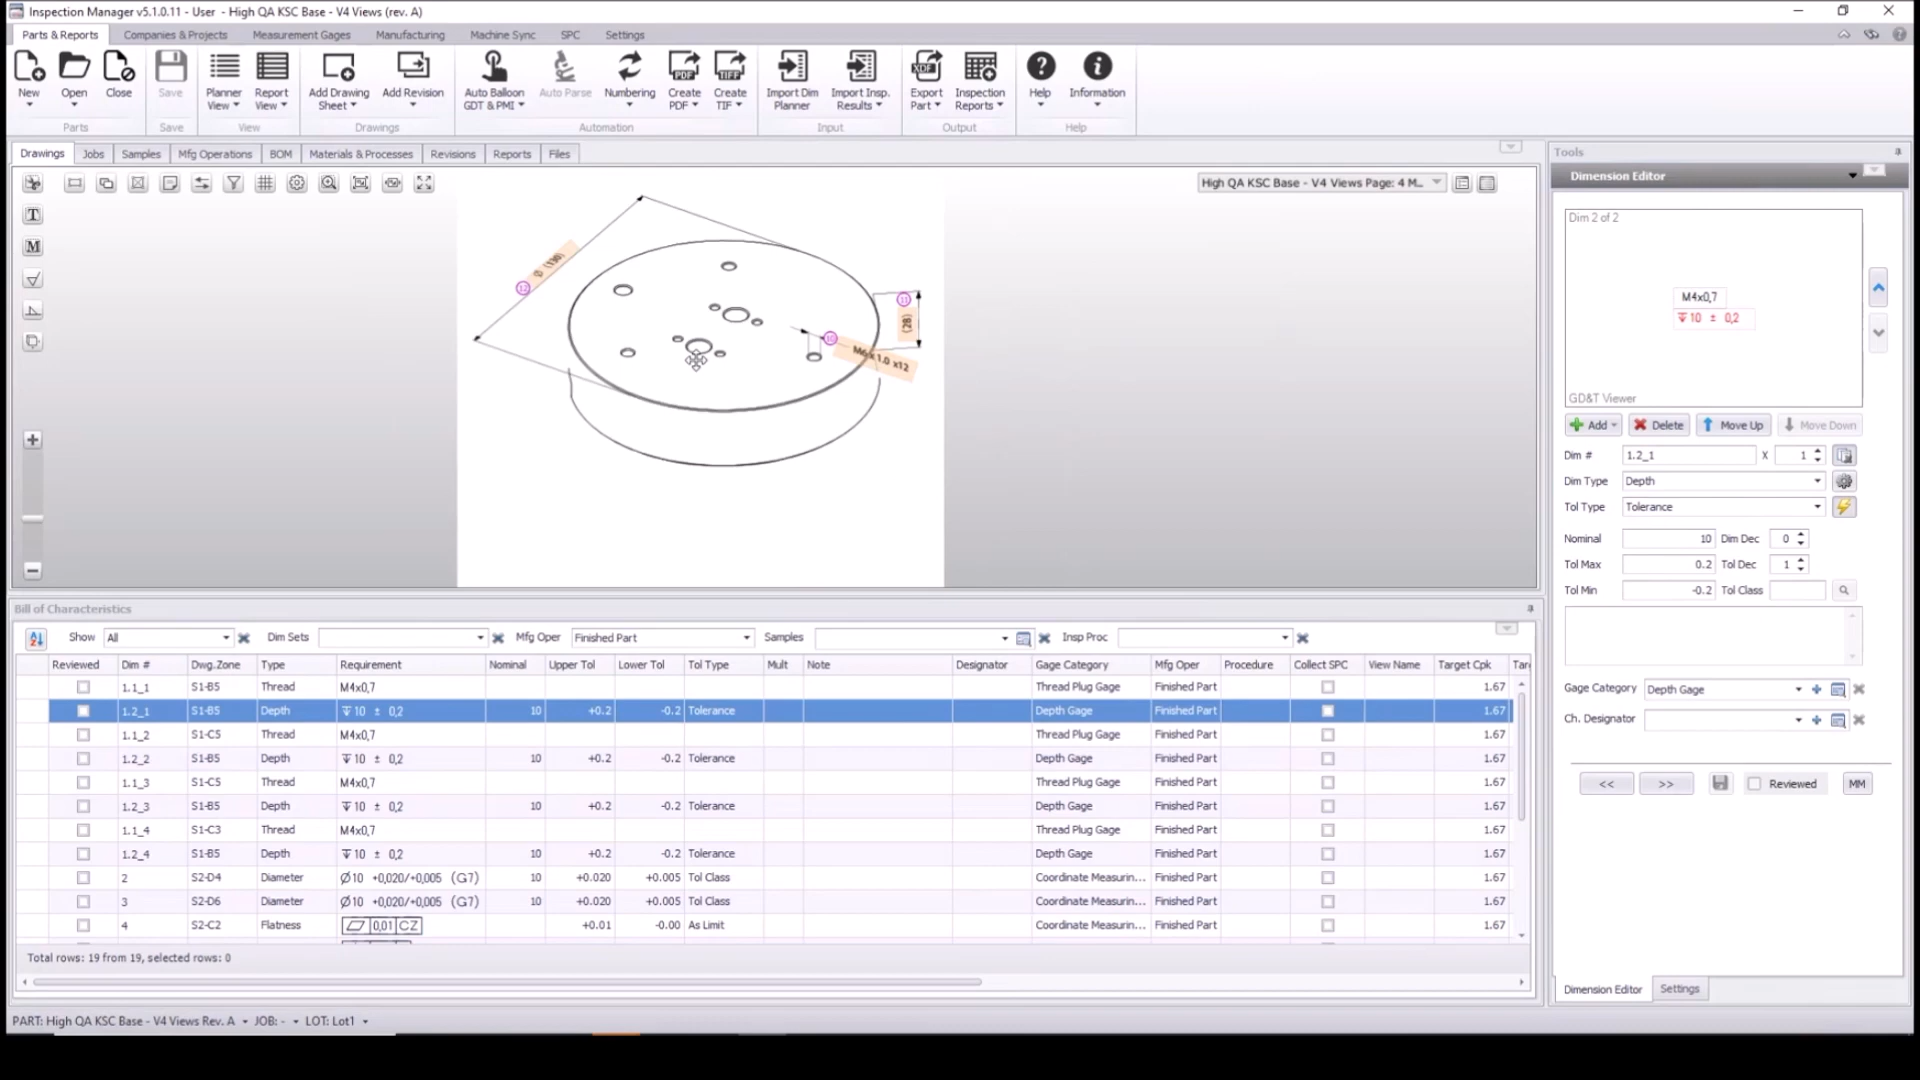 Inspection Manager v5.1.0.11 - User - High QA KSC Base - V4 Views (rev. A)
Parts & Reports Companies & Projects Measurement Gages Manufacturing Machine Sync SPC Settings
New Open Close Save Planner View Report View Add Drawing Sheet Add Revision Auto Balloon GDT & PMI Auto Parse Numbering Create PDF Create TIF Import Dim Planner Import Insp. Results Export Part Inspection Reports Help Information
Parts Save View Drawings Automation Input Output Help
Drawings Jobs Samples Mfg Operations BOM Materials & Processes Revisions Reports Files
High QA KSC Base - V4 Views Page: 4 M...
T
M
12
Ø (130)
11
(28)
10
M6 x 1.0 x12
Tools
Dimension Editor
Dim 2 of 2
M4x0,7
↧10 ± 0,2
GD&T Viewer
Add Delete Move Up Move Down
Dim # 1.2_1 X 1
Dim Type Depth
Tol Type Tolerance
Nominal 10 Dim Dec 0
Tol Max 0.2 Tol Dec 1
Tol Min -0.2 Tol Class
Gage Category Depth Gage
Ch. Designator
<< >> Reviewed MM
Dimension Editor Settings
Bill of Characteristics
Show All Dim Sets Mfg Oper Finished Part Samples Insp Proc
Reviewed Dim # Dwg.Zone Type Requirement Nominal Upper Tol Lower Tol Tol Type Mult Note Designator Gage Category Mfg Oper Procedure Collect SPC View Name Target Cpk Tar
1.1_1 S1-B5 Thread M4x0,7 Thread Plug Gage Finished Part 1.67
1.2_1 S1-B5 Depth ↧10 ± 0,2 10 +0.2 -0.2 Tolerance Depth Gage Finished Part 1.67
1.1_2 S1-C5 Thread M4x0,7 Thread Plug Gage Finished Part 1.67
1.2_2 S1-B5 Depth ↧10 ± 0,2 10 +0.2 -0.2 Tolerance Depth Gage Finished Part 1.67
1.1_3 S1-C5 Thread M4x0,7 Thread Plug Gage Finished Part 1.67
1.2_3 S1-B5 Depth ↧10 ± 0,2 10 +0.2 -0.2 Tolerance Depth Gage Finished Part 1.67
1.1_4 S1-C3 Thread M4x0,7 Thread Plug Gage Finished Part 1.67
1.2_4 S1-B5 Depth ↧10 ± 0,2 10 +0.2 -0.2 Tolerance Depth Gage Finished Part 1.67
2 S2-D4 Diameter Ø10 +0,020/+0,005 (G7) 10 +0.020 +0.005 Tol Class Coordinate Measurin... Finished Part 1.67
3 S2-D6 Diameter Ø10 +0,020/+0,005 (G7) 10 +0.020 +0.005 Tol Class Coordinate Measurin... Finished Part 1.67
4 S2-C2 Flatness ⏥ 0,01 CZ +0.01 -0.00 As Limit Coordinate Measurin... Finished Part 1.67
Total rows: 19 from 19, selected rows: 0
PART: High QA KSC Base - V4 Views Rev. A JOB: - LOT: Lot1